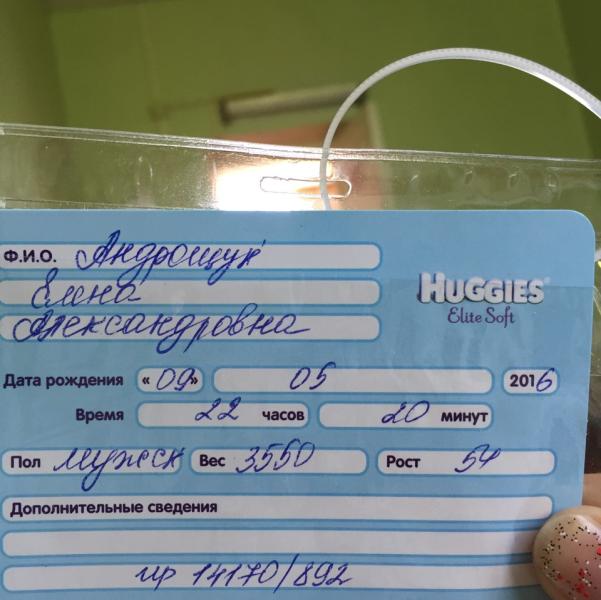 Ф.И.О. Андрощук
Елена
Александровна
HUGGIES
Elite Soft
Дата рождения «09» 05 2016
Время 22 часов 20 минут
Пол мужск Вес 3550 Рост 54
Дополнительные сведения
ир 14170/892